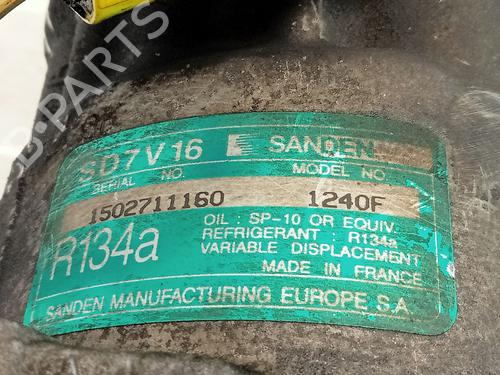 SD7V16 SANDEN
SERIAL NO. MODEL NO.
1502711160 1240F
R134a
OIL : SP-10 OR EQUIV.
REFRIGERANT : R134a
VARIABLE DISPLACEMENT
MADE IN FRANCE
SANDEN MANUFACTURING EUROPE S.A.
B-PARTS